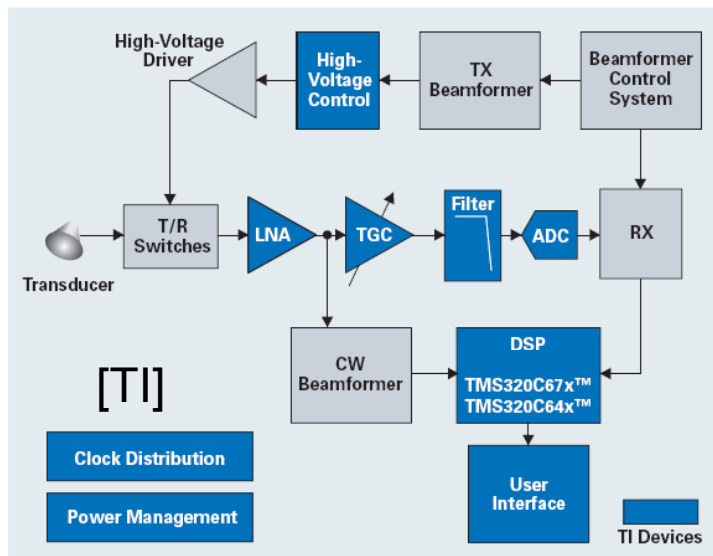 High-Voltage
Driver
High-
Voltage
Control
TX
Beamformer
Beamformer
Control
System
Transducer
T/R
Switches
LNA
TGC
Filter
ADC
RX
CW
Beamformer
DSP
TMS320C67x™
TMS320C64x™
[TI]
Clock Distribution
Power Management
User
Interface
TI Devices